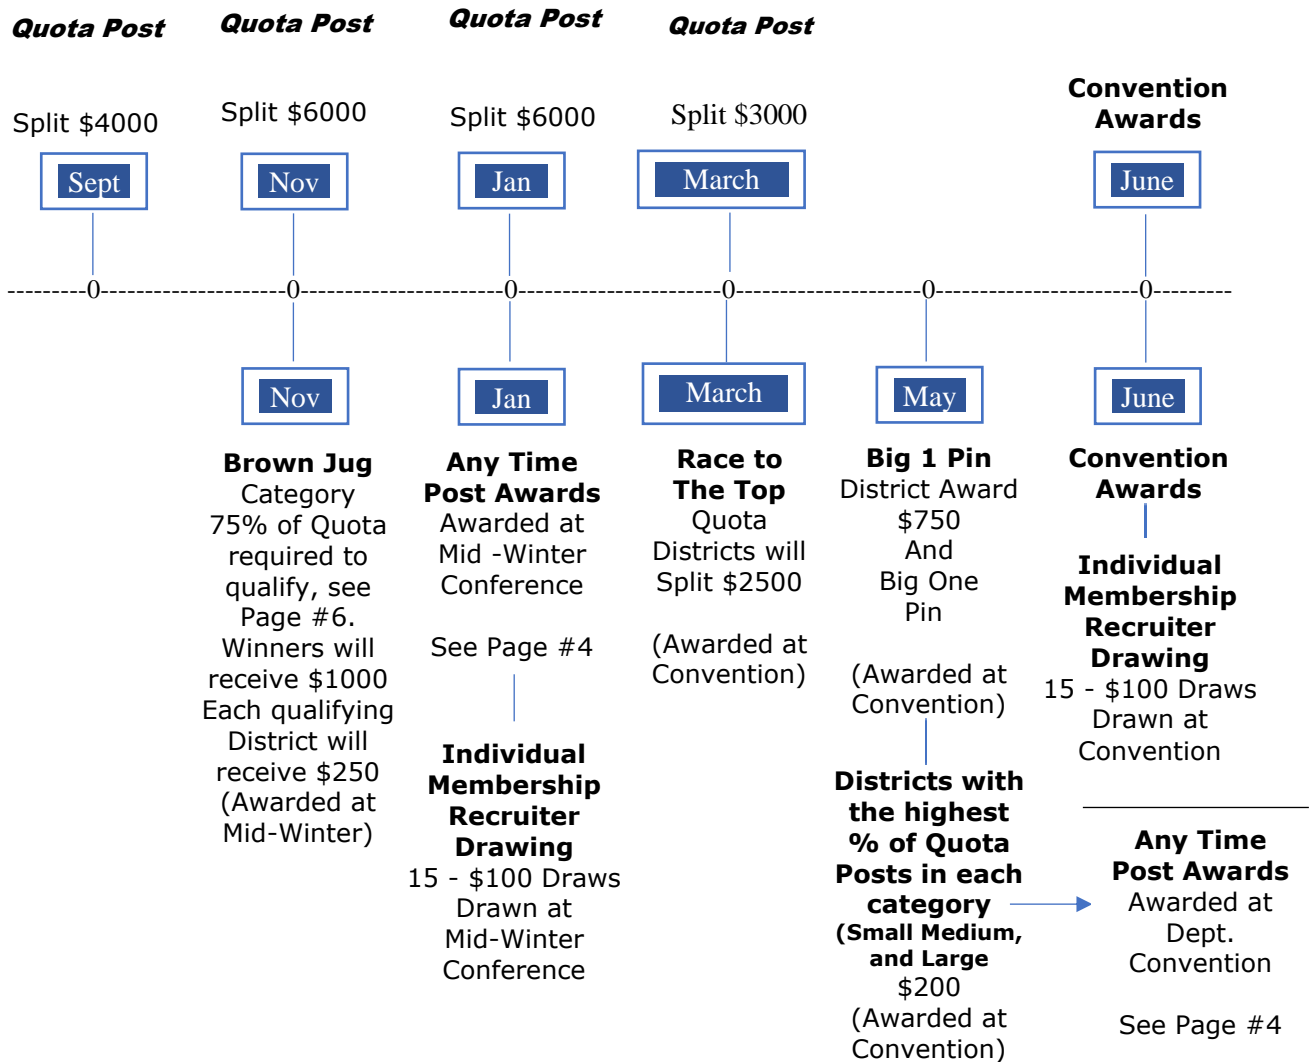 Quota Post
Quota Post
Quota Post
Quota Post
Split $4000
Split $6000
Split $6000
Split $3000
Convention
Awards
Sept
Nov
Jan
March
June
----------0------------------------0--------------------------0--------------------------0------------------------0--------------------------0----------
Nov
Jan
March
May
June
Brown Jug
Category
75% of Quota
required to
qualify, see
Page #6.
Winners will
receive $1000
Each qualifying
District will
receive $250
(Awarded at
Mid-Winter)
Any Time
Post Awards
Awarded at
Mid -Winter
Conference
See Page #4
Individual
Membership
Recruiter
Drawing
15 - $100 Draws
Drawn at
Mid-Winter
Conference
Race to
The Top
Quota
Districts will
Split $2500
(Awarded at
Convention)
Big 1 Pin
District Award
$750
And
Big One
Pin
(Awarded at
Convention)
Districts with
the highest
% of Quota
Posts in each
category
(Small Medium,
and Large
$200
(Awarded at
Convention)
Convention
Awards
Individual
Membership
Recruiter
Drawing
15 - $100 Draws
Drawn at
Convention
Any Time
Post Awards
Awarded at
Dept.
Convention
See Page #4